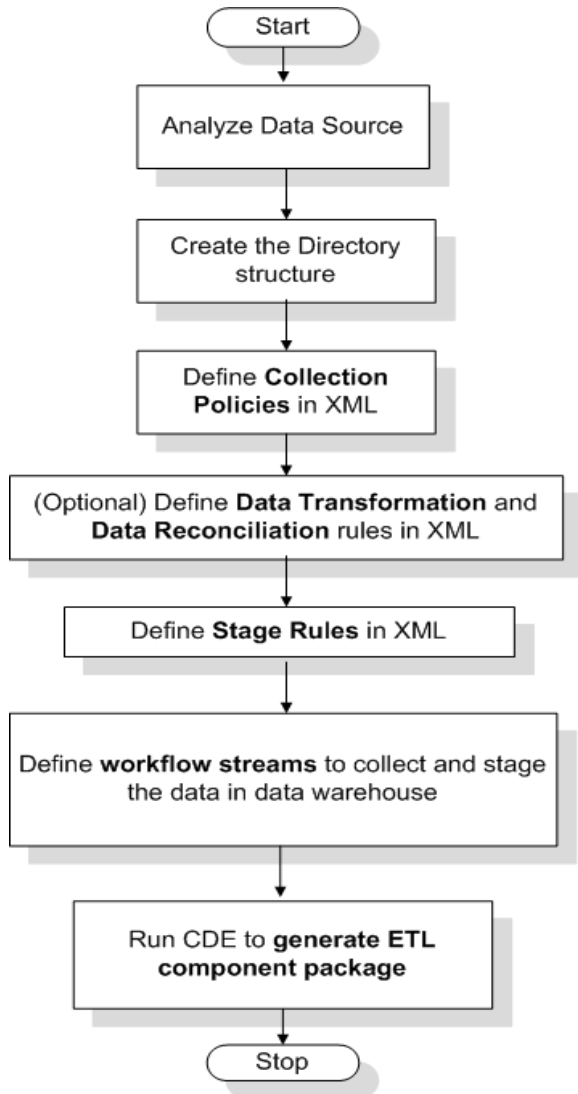 Start
Analyze Data Source
Create the Directory
structure
Define Collection
Policies in XML
(Optional) Define Data Transformation and
Data Reconciliation rules in XML
Define Stage Rules in XML
Define workflow streams to collect and stage
the data in data warehouse
Run CDE to generate ETL
component package
Stop